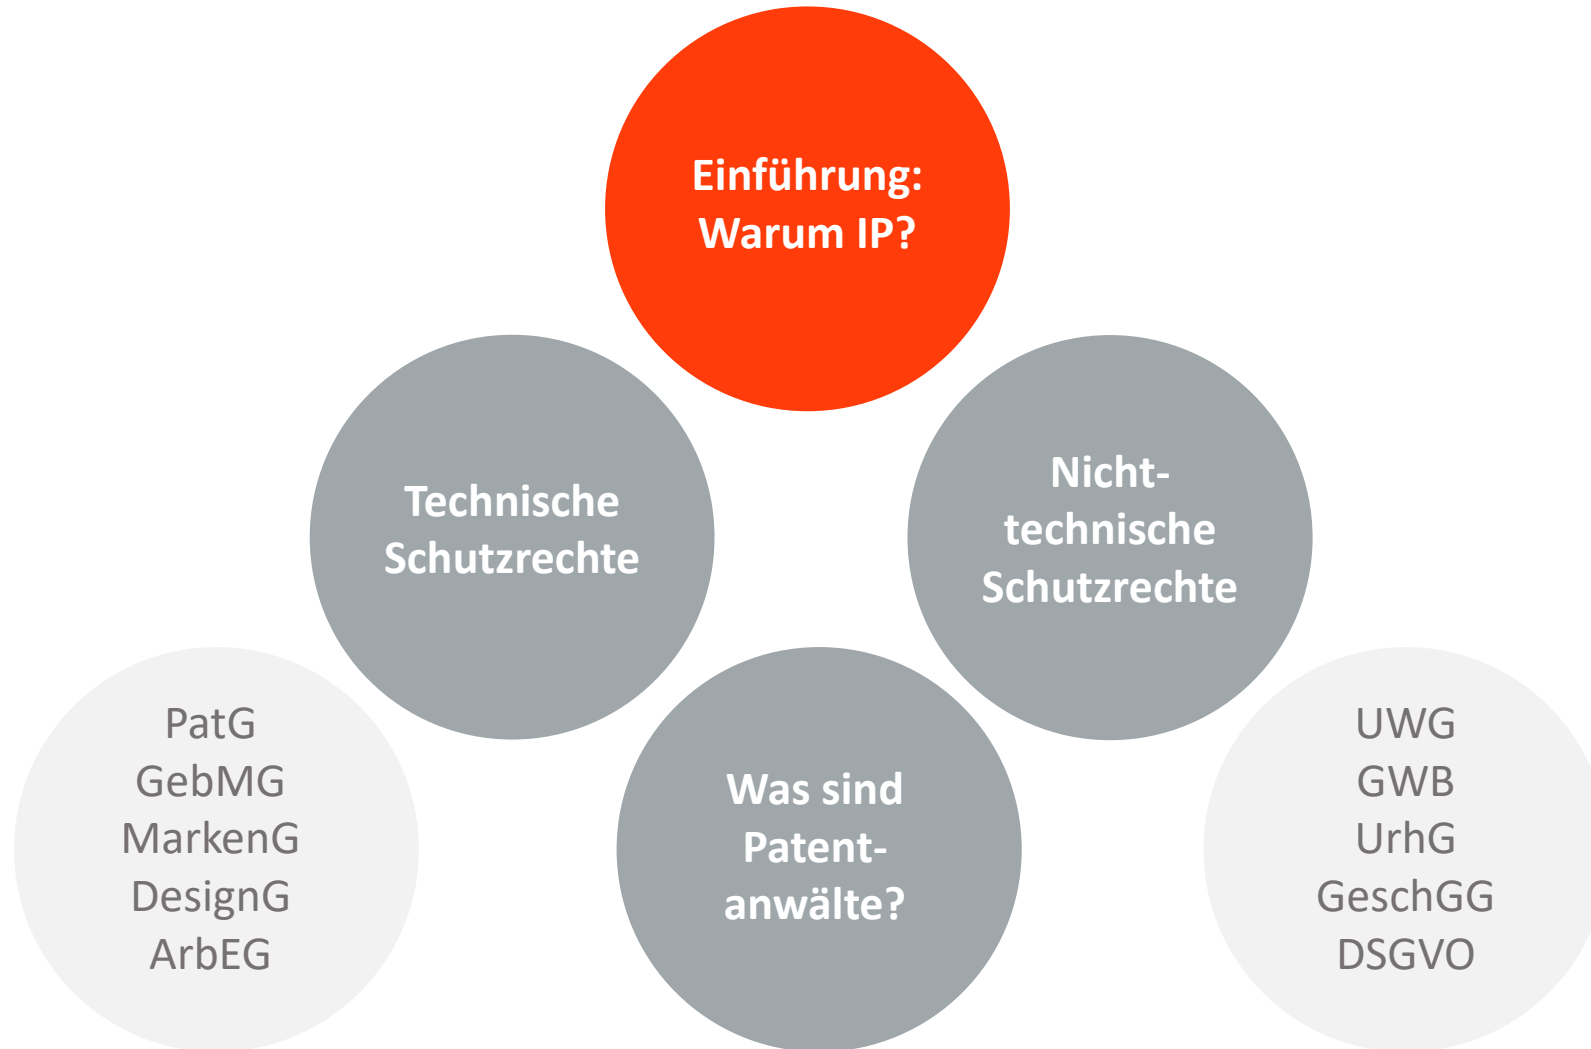 Einführung:
Warum IP?
Technische
Schutzrechte
Nicht-
technische
Schutzrechte
PatG
GebMG
MarkenG
DesignG
ArbEG
Was sind
Patent-
anwälte?
UWG
GWB
UrhG
GeschGG
DSGVO